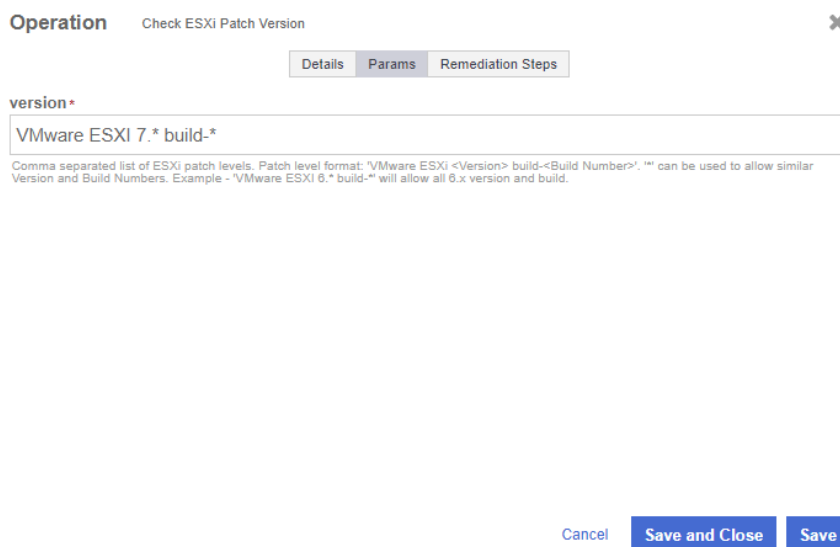 Operation Check ESXi Patch Version
Details Params Remediation Steps
version*
VMware ESXI 7.* build-*
Comma separated list of ESXi patch levels. Patch level format: 'VMware ESXi <Version> build-<Build Number>'. '*' can be used to allow similar
Version and Build Numbers. Example - 'VMware ESXI 6.* build-*' will allow all 6.x version and build.
Cancel Save and Close Save